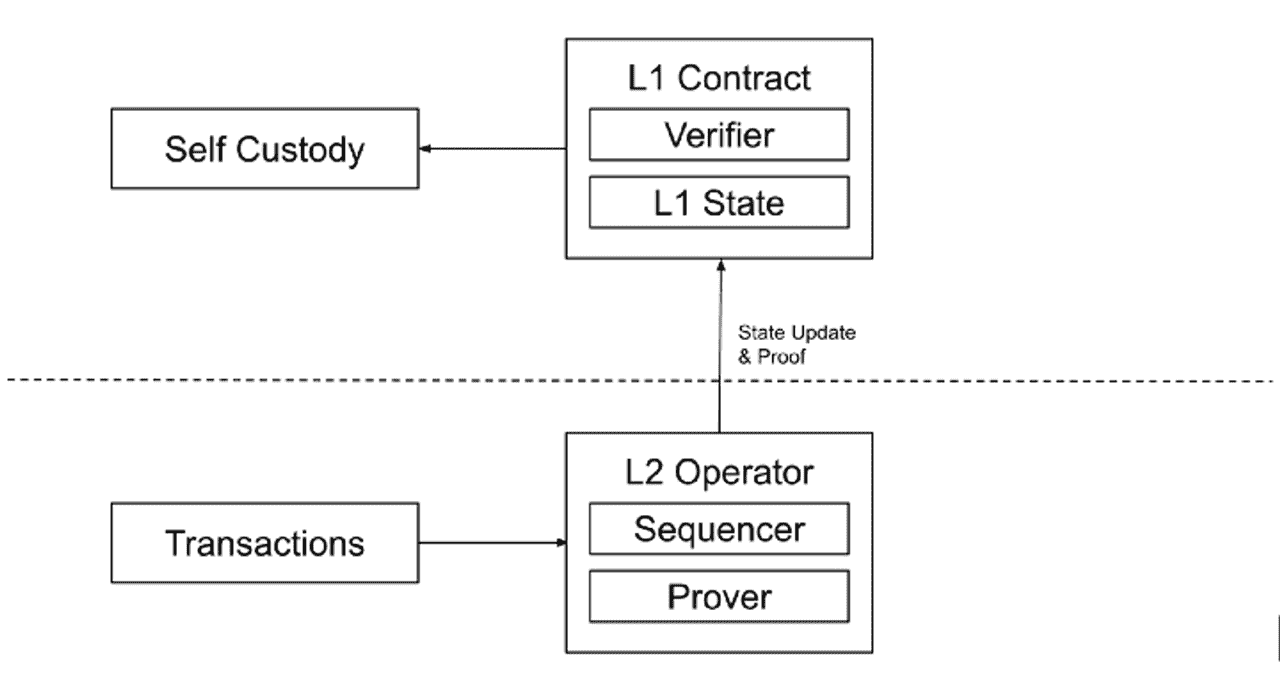 L1 Contract
Self Custody
Verifier
L1 State
State Update
& Proof
L2 Operator
Transactions
Sequencer
Prover